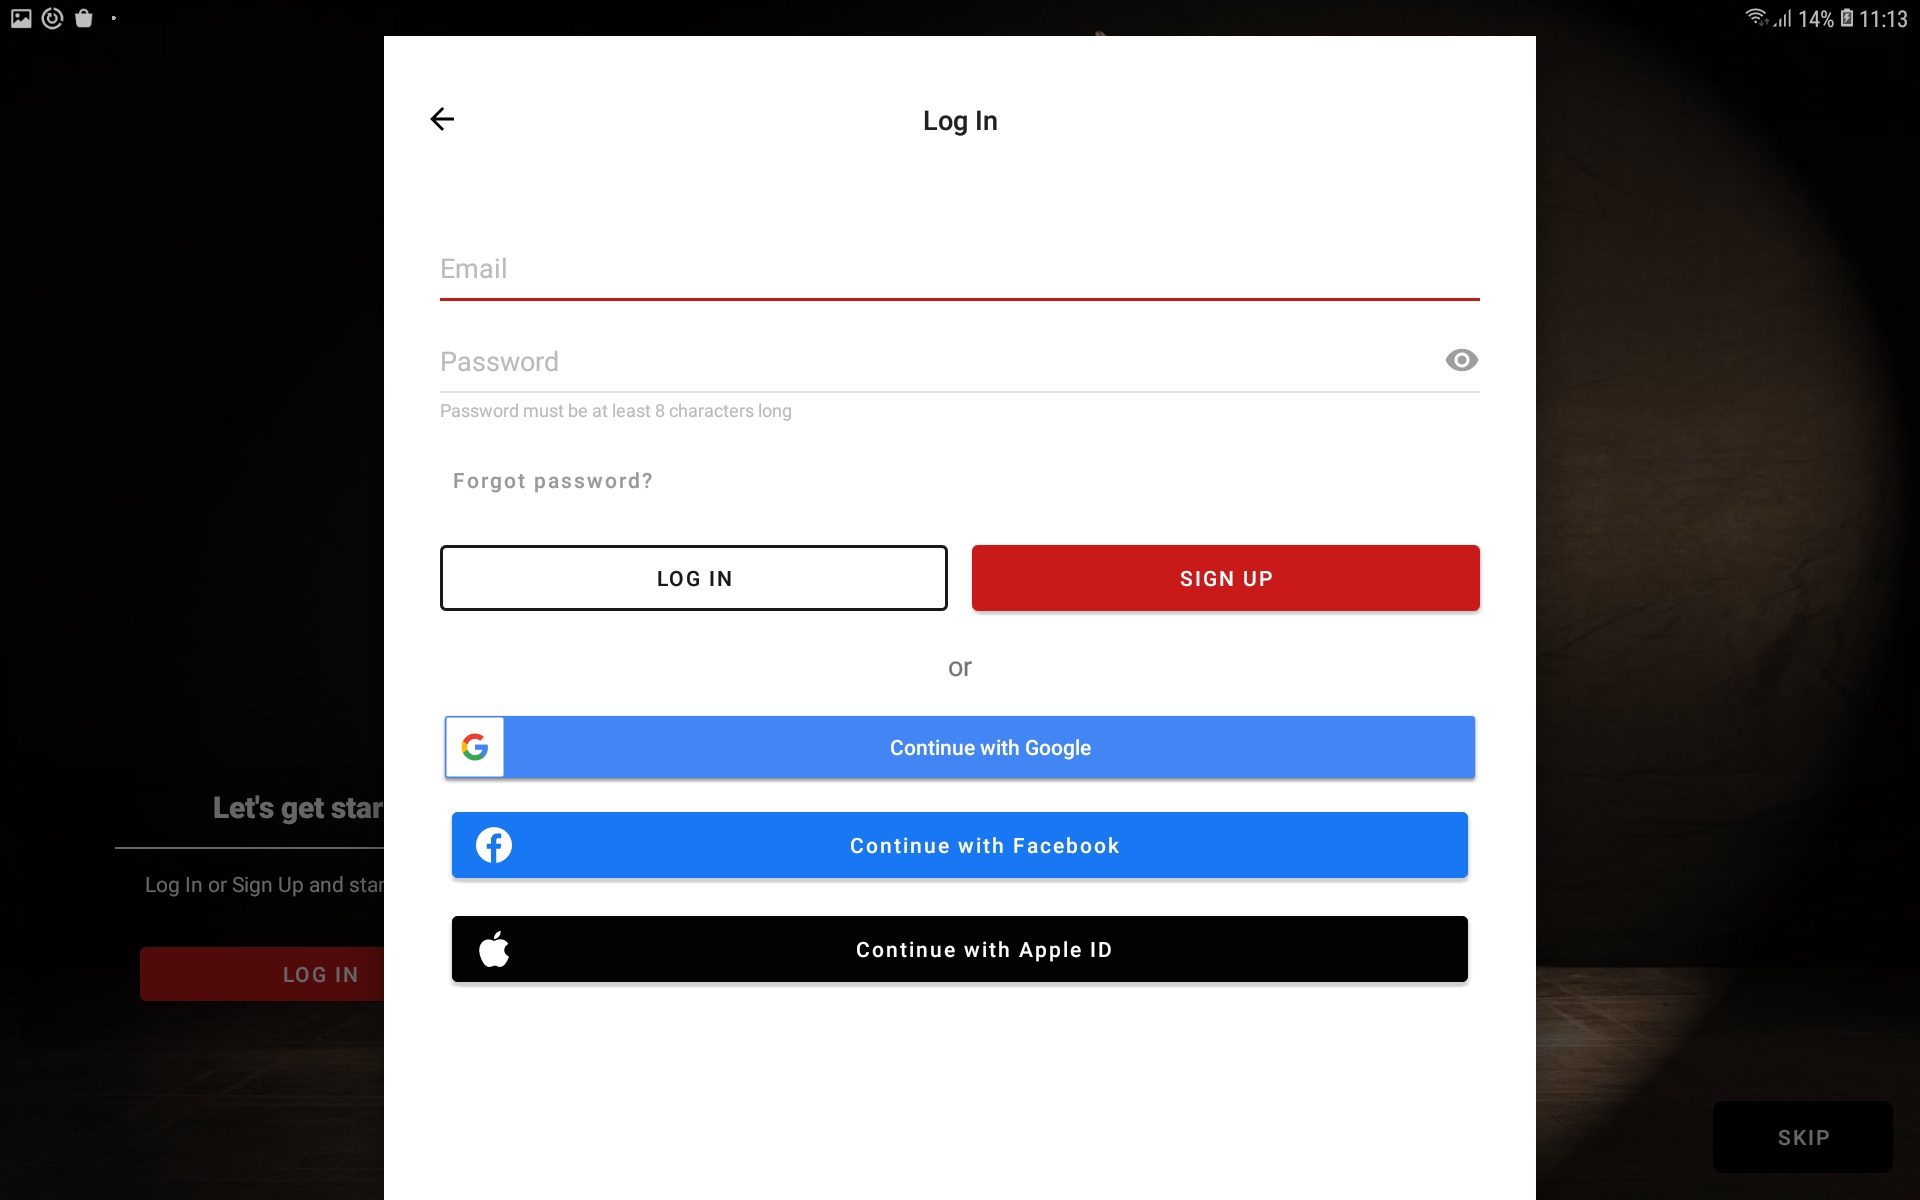 14% 11:13
Log In
Email
Password
Password must be at least 8 characters long
Forgot password?
LOG IN
SIGN UP
or
Continue with Google
Continue with Facebook
Continue with Apple ID
Let's get star
Log In or Sign Up and star
LOG IN
SKIP